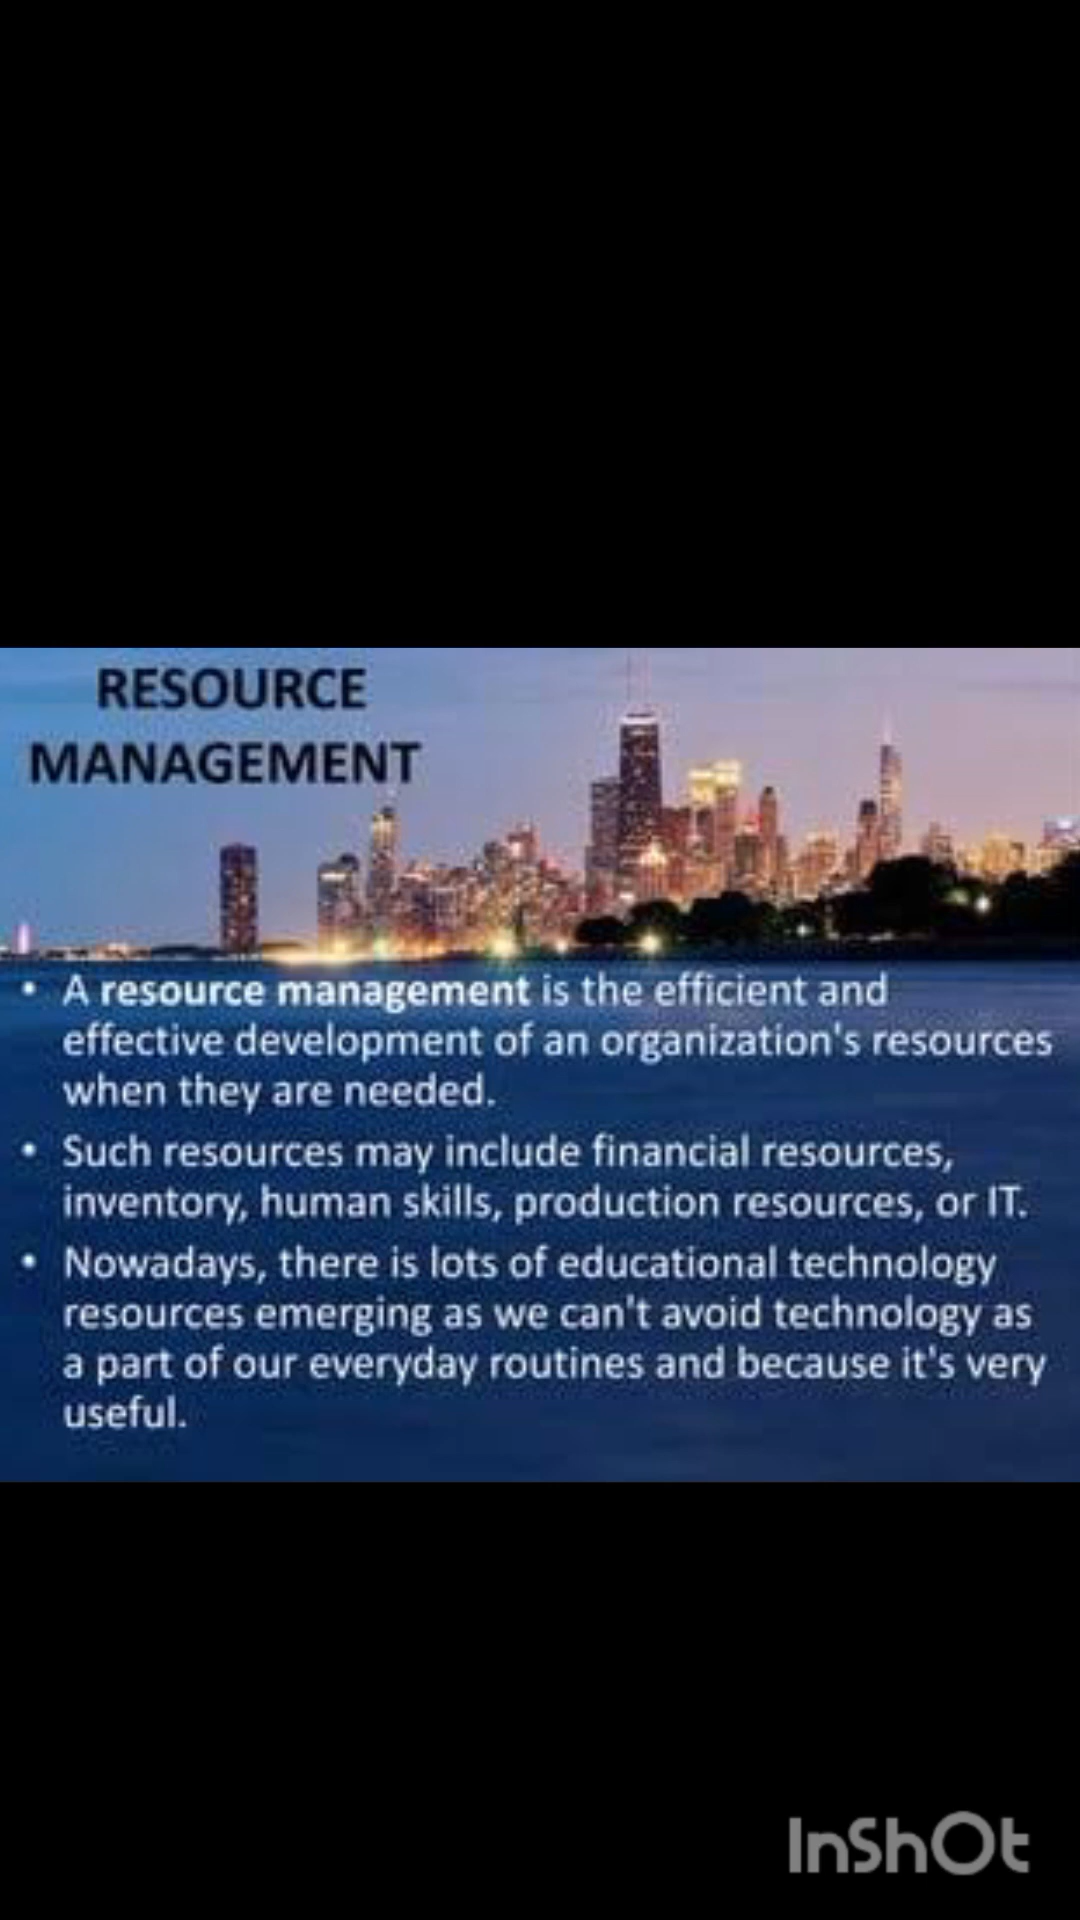 RESOURCE
MANAGEMENT
• A resource management is the efficient and
effective development of an organization's resources
when they are needed.
• Such resources may include financial resources,
inventory, human skills, production resources, or IT.
• Nowadays, there is lots of educational technology
resources emerging as we can't avoid technology as
a part of our everyday routines and because it's very
useful.
InShOt